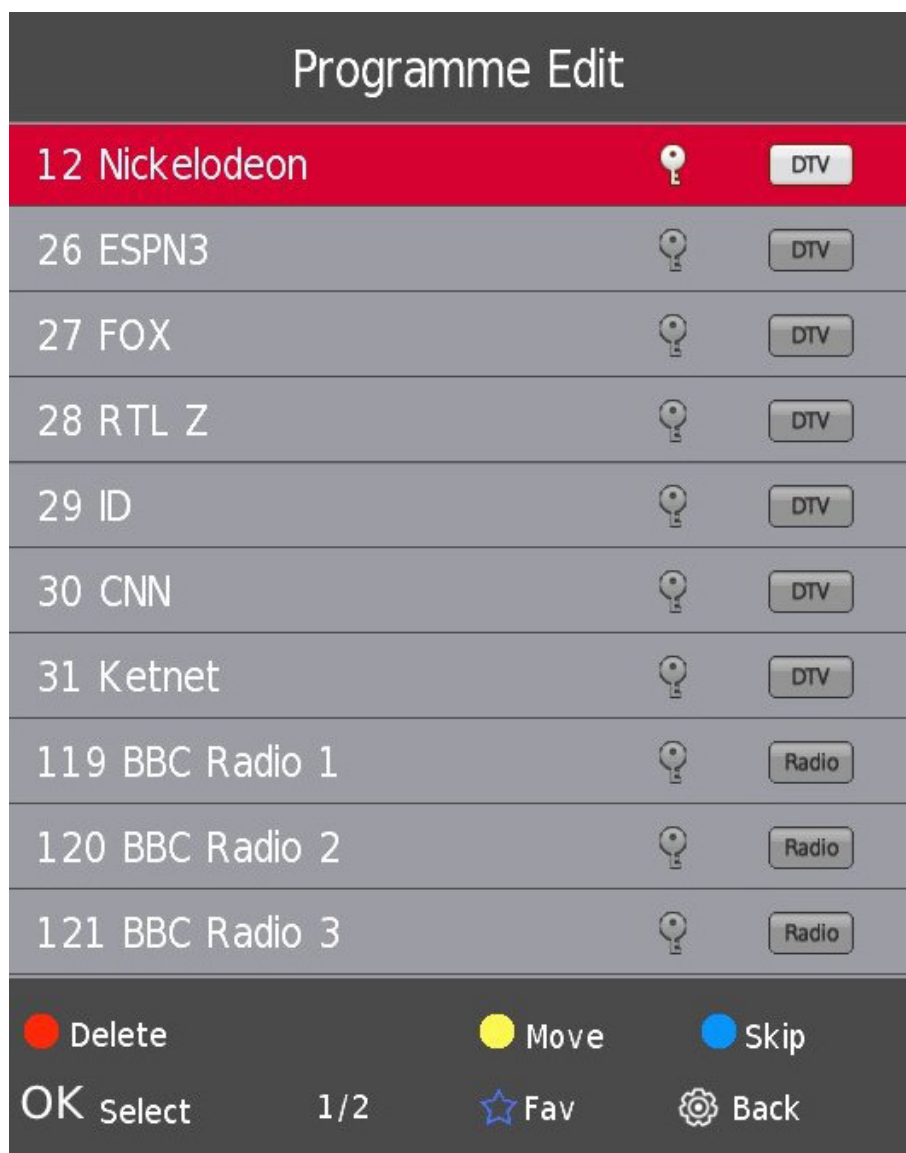 Programme Edit
12 Nickelodeon DTV
26 ESPN3 DTV
27 FOX DTV
28 RTL Z DTV
29 ID DTV
30 CNN DTV
31 Ketnet DTV
119 BBC Radio 1 Radio
120 BBC Radio 2 Radio
121 BBC Radio 3 Radio
Delete Move Skip
OK Select 1/2 Fav Back